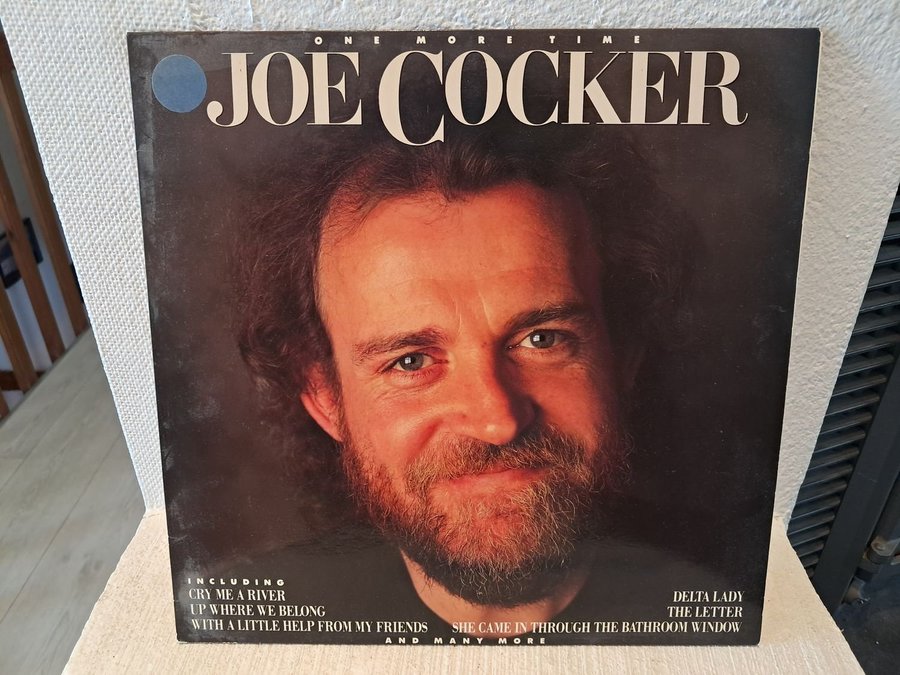 ONE MORE TIME
JOE COCKER
INCLUDING
CRY ME A RIVER
UP WHERE WE BELONG
WITH A LITTLE HELP FROM MY FRIENDS
DELTA LADY
THE LETTER
SHE CAME IN THROUGH THE BATHROOM WINDOW
AND MANY MORE